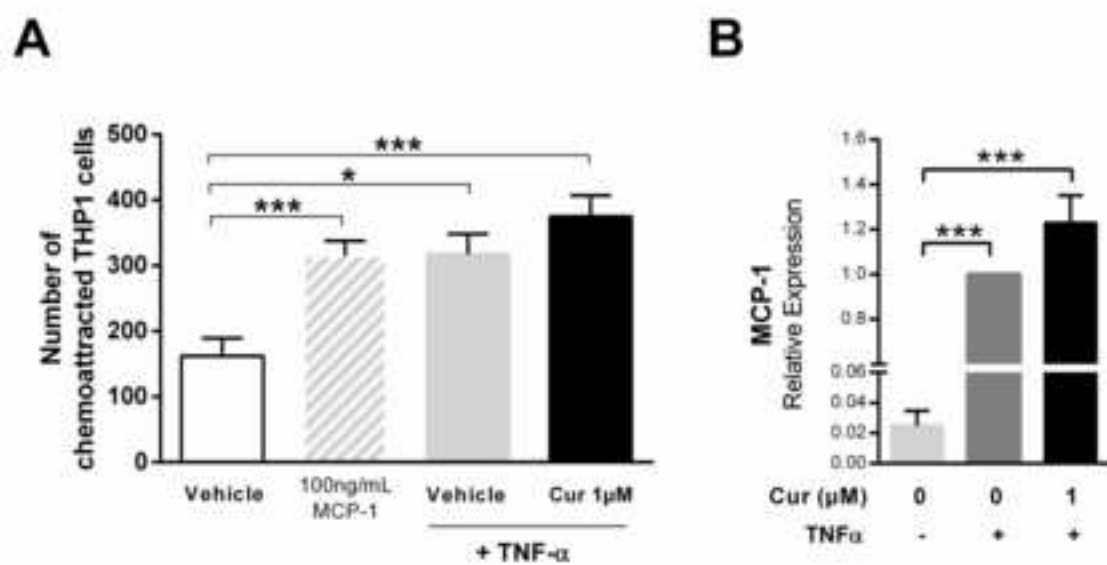 A
Number of
chemoattracted THP1 cells
500
400
300
200
100
0
***
*
***
Vehicle
100ng/mL
MCP-1
Vehicle
Cur 1µM
+ TNF-α
B
MCP-1
Relative Expression
1.6
1.4
1.2
1.0
0.8
0.06
0.04
0.02
0.00
***
***
Cur (µM) 0 0 1
TNFα - + +